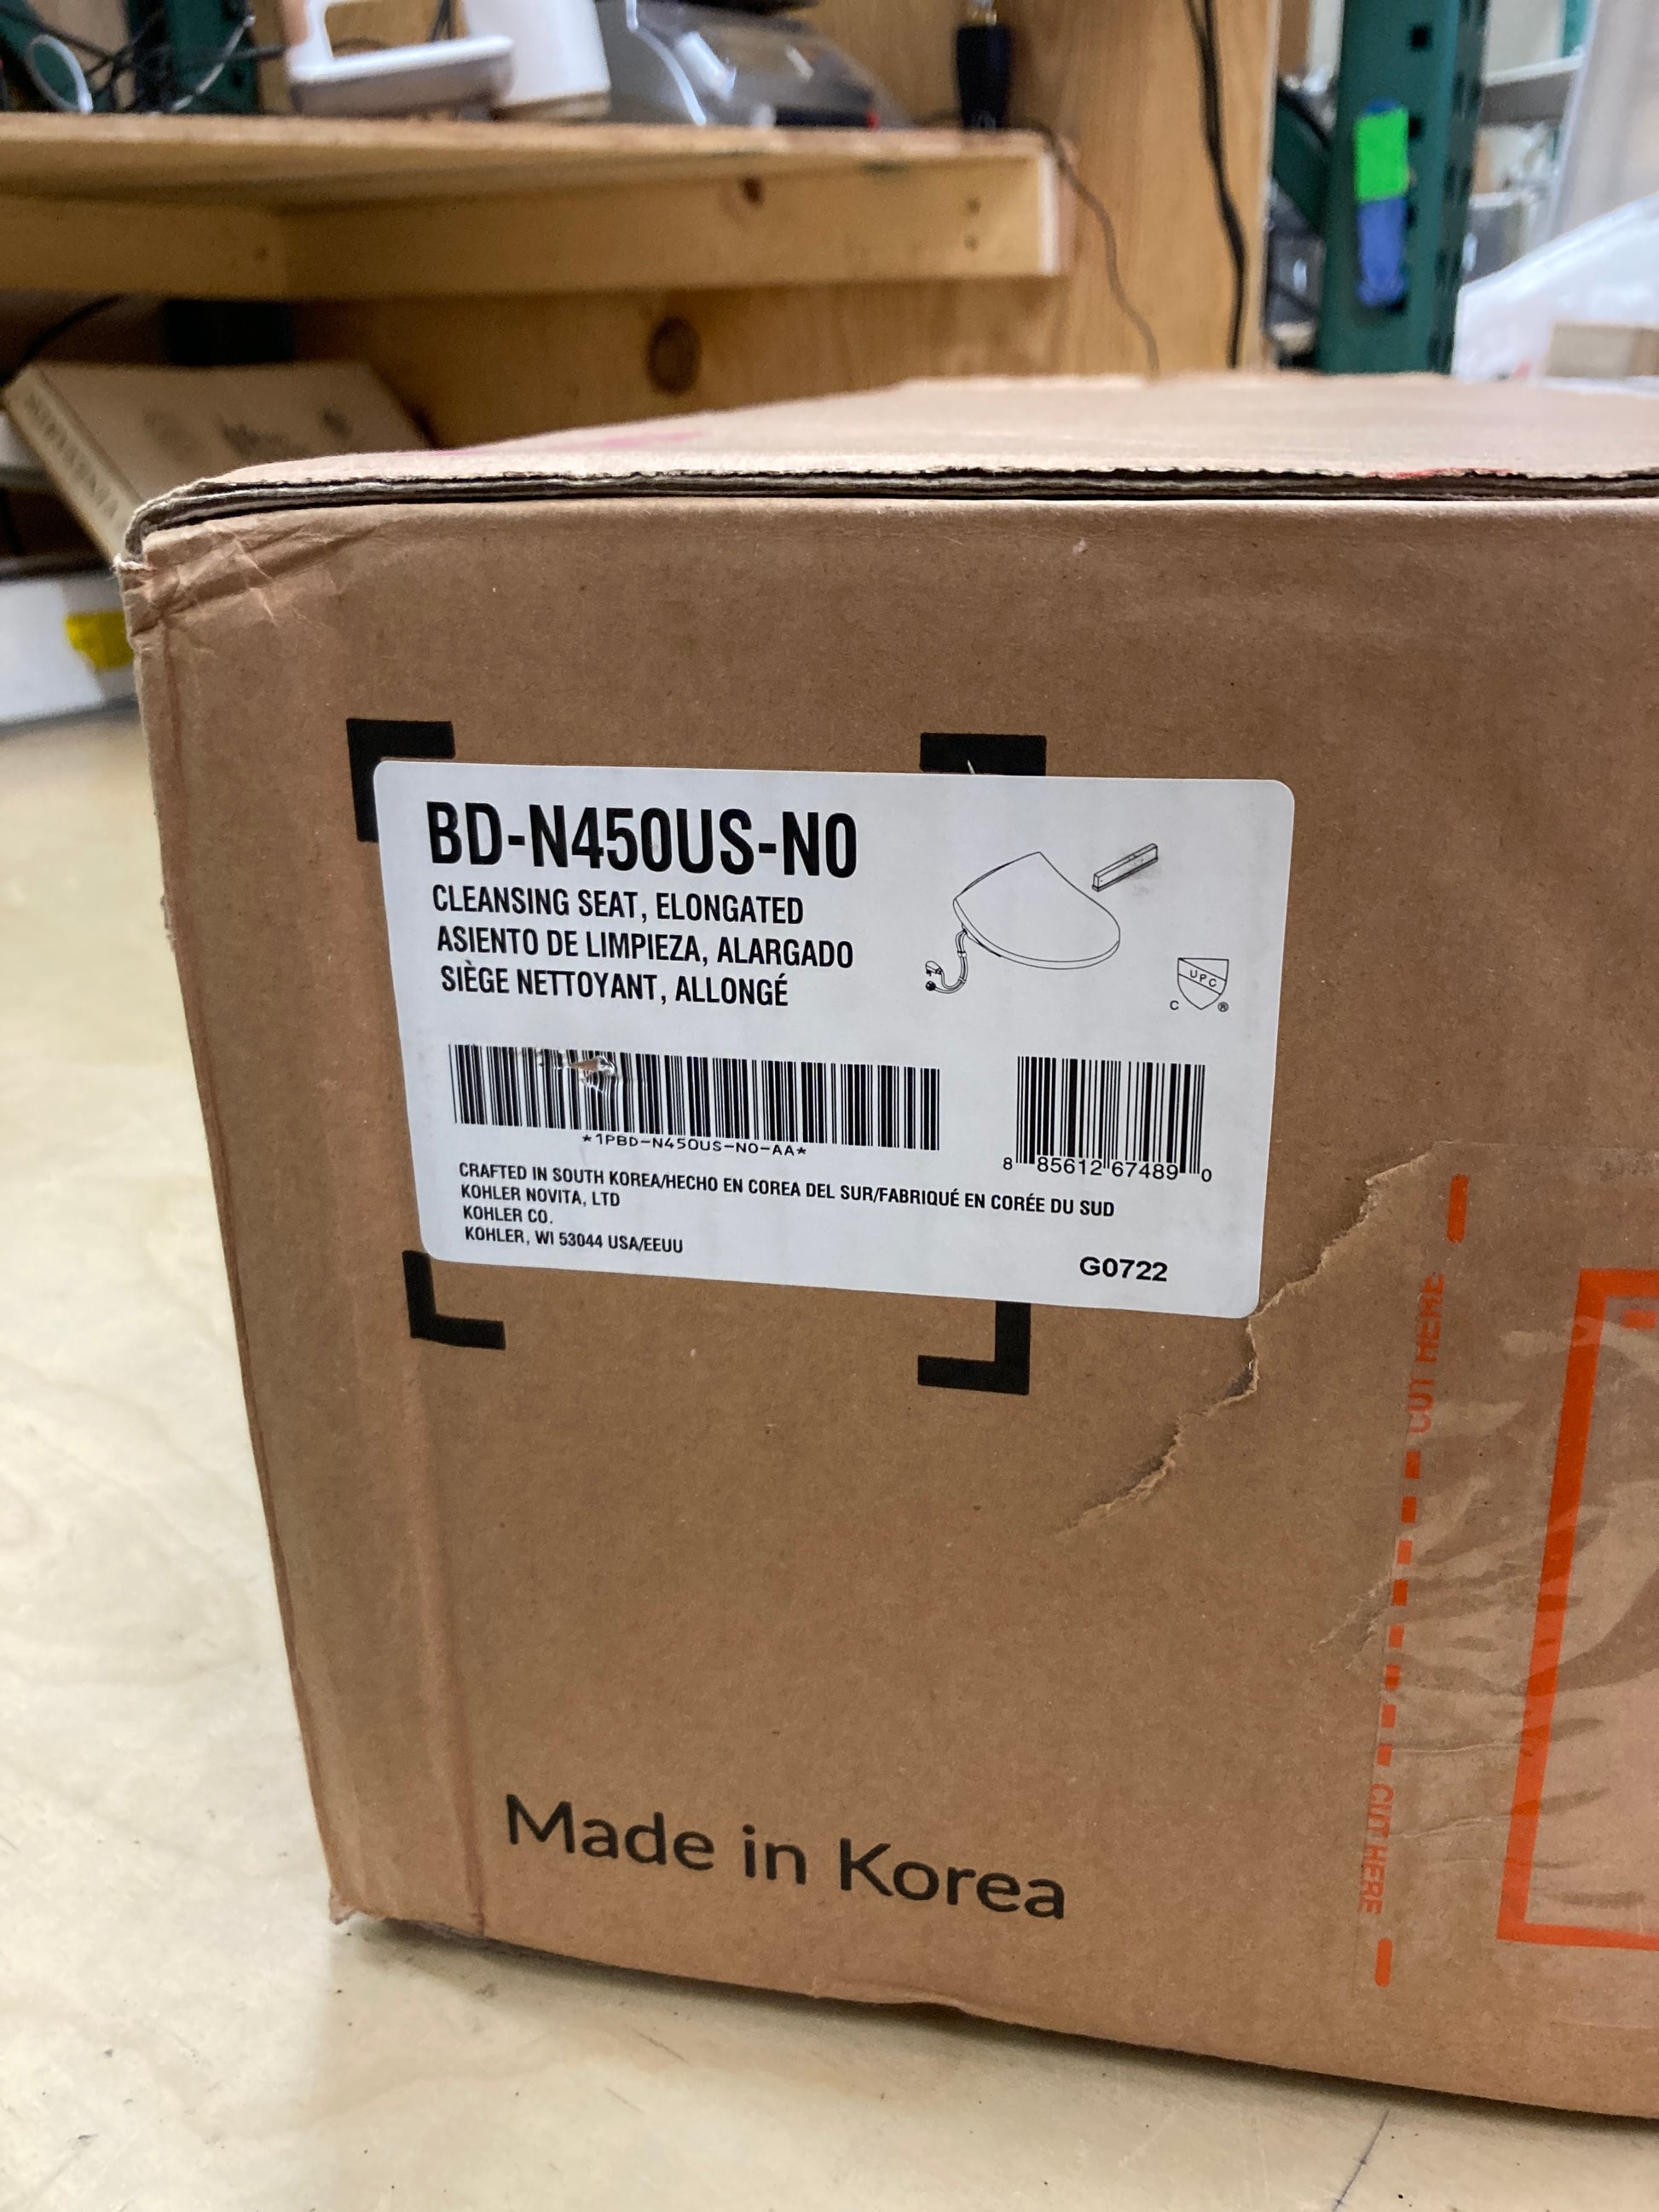 BD-N450US-N0
CLEANSING SEAT, ELONGATED
ASIENTO DE LIMPIEZA, ALARGADO
SIÈGE NETTOYANT, ALLONGÉ
UPC
C ®
*1PBD-N450US-N0-AA*
8 85612 67489 0
CRAFTED IN SOUTH KOREA/HECHO EN COREA DEL SUR/FABRIQUÉ EN CORÉE DU SUD
KOHLER NOVITA, LTD
KOHLER CO.
KOHLER, WI 53044 USA/EEUU
G0722
CUT HERE
CUT HERE
Made in Korea